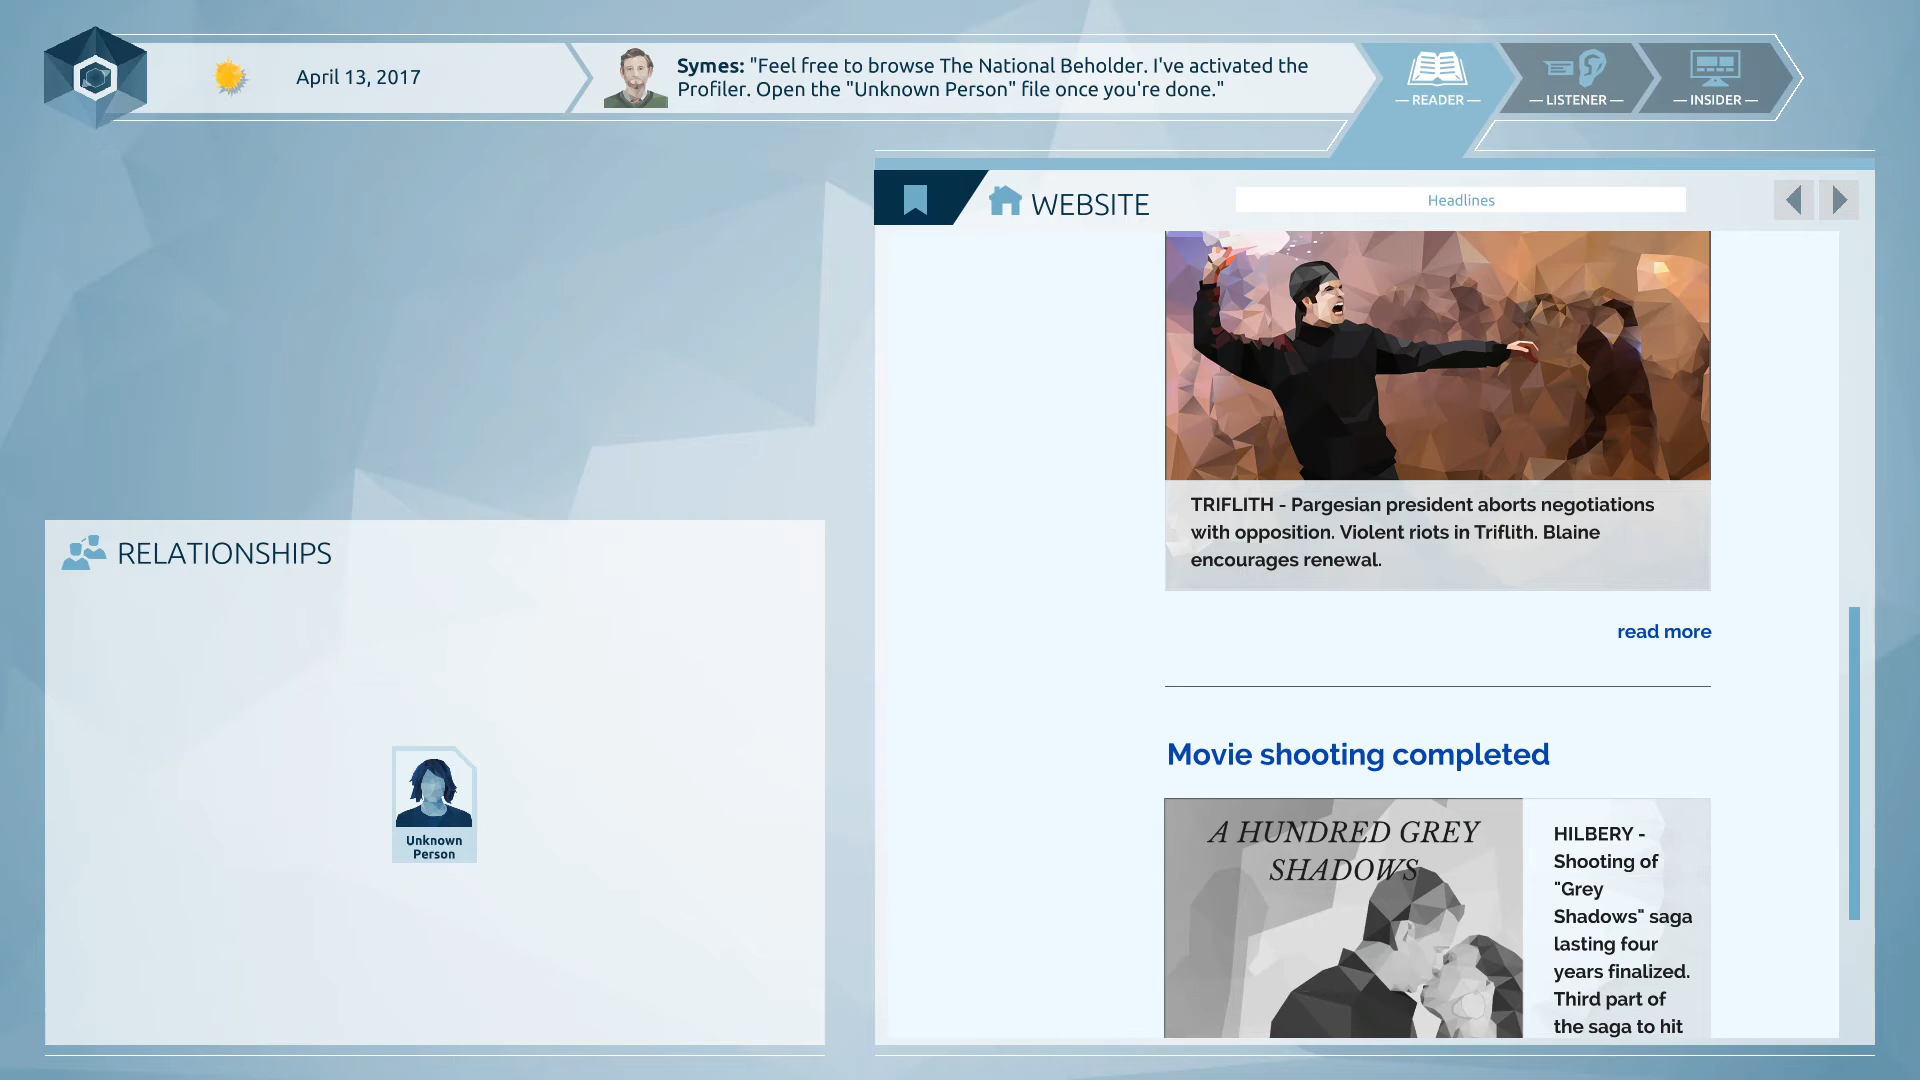 April 13, 2017
Symes: "Feel free to browse The National Beholder. I've activated the
Profiler. Open the "Unknown Person" file once you're done."
READER
LISTENER
INSIDER
WEBSITE
Headlines
TRIFLITH - Pargesian president aborts negotiations
with opposition. Violent riots in Triflith. Blaine
encourages renewal.
read more
RELATIONSHIPS
Unknown
Person
Movie shooting completed
A HUNDRED GREY
SHADOWS
HILBERY -
Shooting of
"Grey
Shadows" saga
lasting four
years finalized.
Third part of
the saga to hit